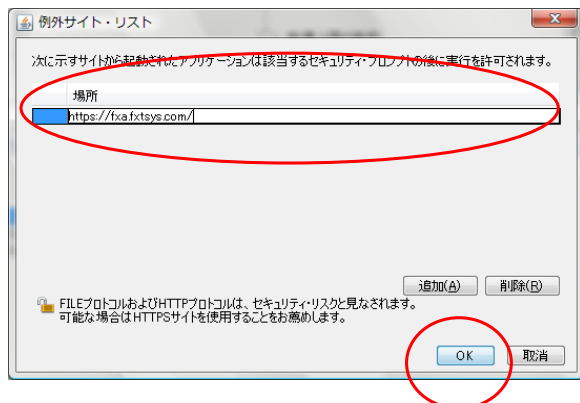 例外サイト・リスト
次に示すサイトから起動されたアプリケーションは該当するセキュリティ・プロンプトの後に実行を許可されます。
場所
https://fxa.fxtsys.com/
追加(A)
削除(R)
FILEプロトコルおよびHTTPプロトコルは、セキュリティ・リスクと見なされます。
可能な場合はHTTPSサイトを使用することをお薦めします。
OK
取消